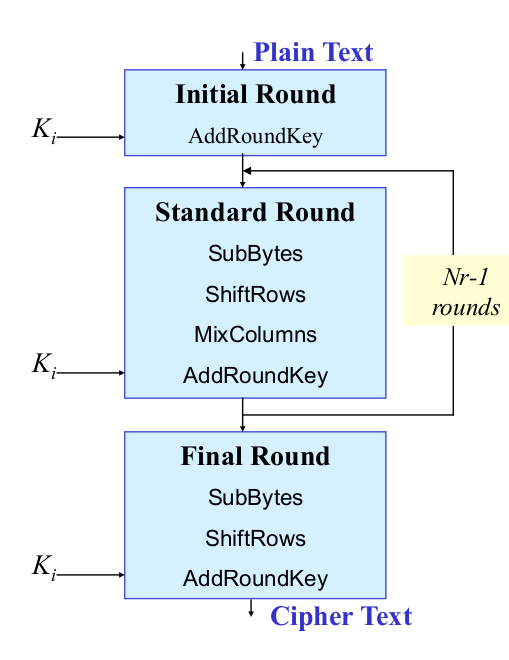 Plain Text
Initial Round
K_i
AddRoundKey
Standard Round
SubBytes
ShiftRows
MixColumns
K_i
AddRoundKey
Nr-1
rounds
Final Round
SubBytes
ShiftRows
K_i
AddRoundKey
Cipher Text